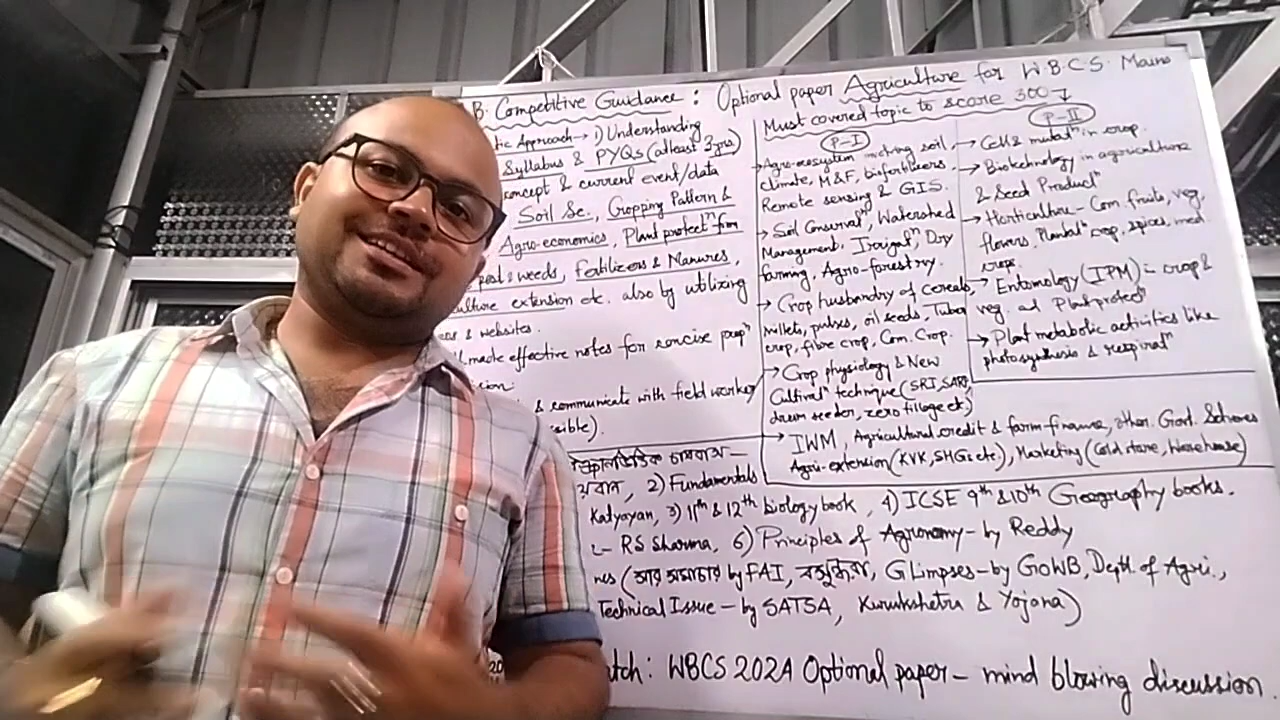 B. Competitive Guidance: Optional paper Agriculture for W.B.C.S. Mains
tic Approach → 1) Understanding
Syllabus & PYQs (atleast 3yrs)
concept & current event/data
Soil Sc., Cropping Pattern &
Agro-economics, Plant protectⁿ from
pest & weeds, Fertilizers & Manures,
culture extension etc. also by utilizing
& websites.
made effective notes for concise prepⁿ
sion.
& communicate with field worker
sible).
Must covered topic to score 300+
P-I
→ Agro-ecosystem including soil,
climate, M&F, biofertilisers
Remote sensing & GIS.
→ Soil Conservatⁿ, Watershed
Management, Irrigatⁿ, Dry
farming, Agro-forestry.
→ Crop husbandry of cereals,
millets, pulses, oil seeds, Tuber
crop, fibre crop, Com. Crop.
→ Crop physiology & New
Cultivatⁿ technique (SRI, SARI,
drum seeder, zero tillage etc)
→ IWM, Agricultural credit & farm finance, other Govt. Schemes
Agri-extension (KVK, SHGs etc.), Marketing (Cold store, Warehouse)
P-II
→ Cell & mutatⁿ in crop.
→ Biotechnology in agriculture
& Seed Productⁿ
→ Horticulture - Com. fruits, veg,
flowers, Plantatⁿ crop, spices, med
crops
→ Entomology (IPM) - crop &
veg. and Plant protectⁿ
→ Plant metabolic activities like
photosynthesis & respiratⁿ
চাষবাস —
2) Fundamentals
Katyayan, 3) 11th & 12th biology book, 4) ICSE 9th & 10th Geography books.
RS Sharma, 6) Principles of Agronomy - by Reddy
nes (সার সমাচার by FAI, বসুন্ধরা, Glimpses - by GoWB, Deptt. of Agri.,
Technical Issue - by SATSA, Kurukshetra & Yojana)
tch: WBCS 2024 Optional paper - mind blowing discussion.